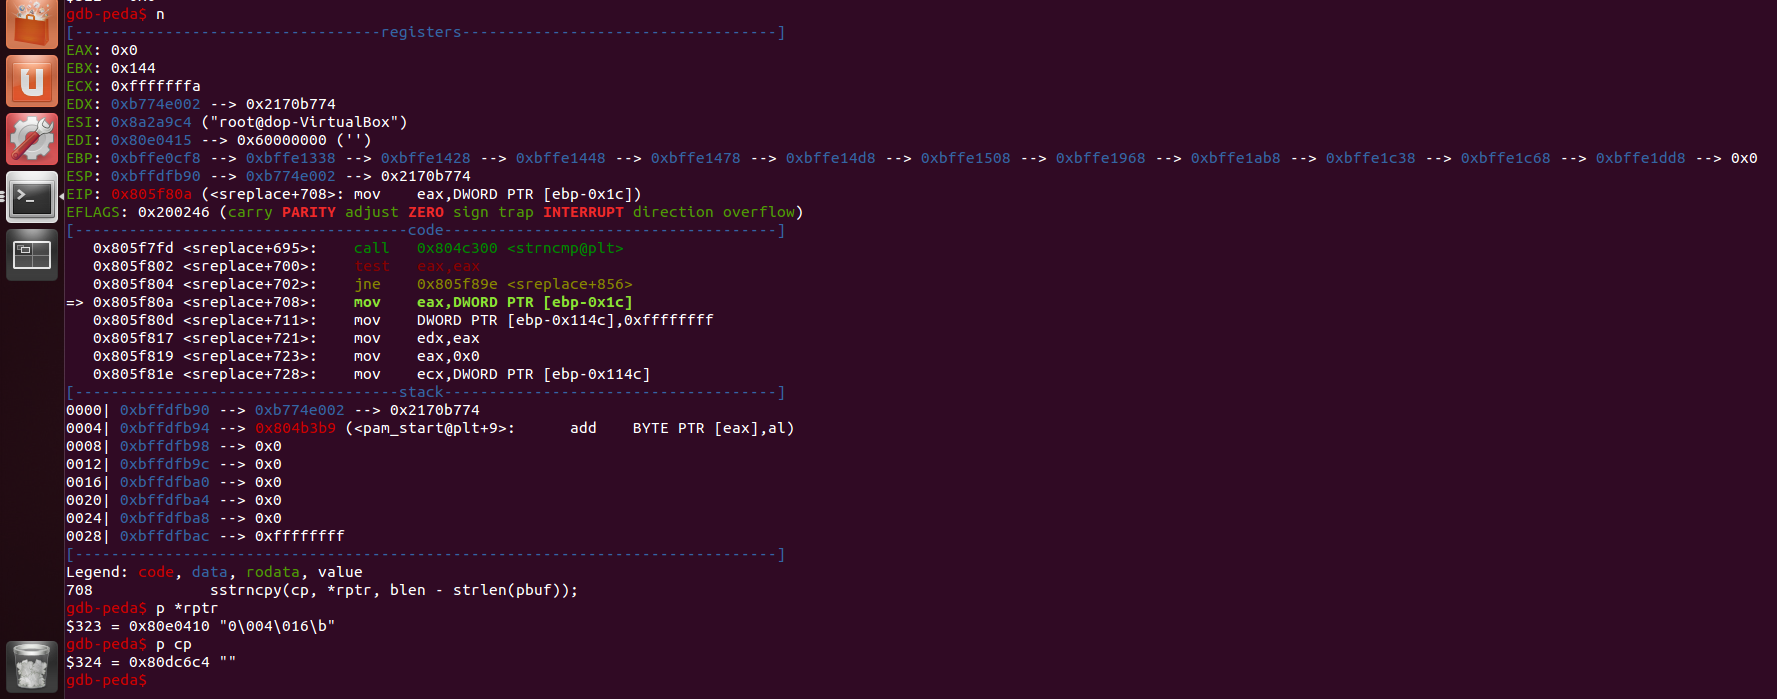 gdb-peda$ n
[----------------------------------registers-----------------------------------]
EAX: 0x0
EBX: 0x144
ECX: 0xfffffffa
EDX: 0xb774e002 --> 0x2170b774
ESI: 0x8a2a9c4 ("root@dop-VirtualBox")
EDI: 0x80e0415 --> 0x60000000 ('')
EBP: 0xbffe0cf8 --> 0xbffe1338 --> 0xbffe1428 --> 0xbffe1448 --> 0xbffe1478 --> 0xbffe14d8 --> 0xbffe1508 --> 0xbffe1968 --> 0xbffe1ab8 --> 0xbffe1c38 --> 0xbffe1c68 --> 0xbffe1dd8 --> 0x0
ESP: 0xbffdfb90 --> 0xb774e002 --> 0x2170b774
EIP: 0x805f80a (<sreplace+708>: mov    eax,DWORD PTR [ebp-0x1c])
EFLAGS: 0x200246 (carry PARITY adjust ZERO sign trap INTERRUPT direction overflow)
[-------------------------------------code-------------------------------------]
   0x805f7fd <sreplace+695>:    call   0x804c300 <strncmp@plt>
   0x805f802 <sreplace+700>:    test   eax,eax
   0x805f804 <sreplace+702>:    jne    0x805f89e <sreplace+856>
=> 0x805f80a <sreplace+708>:    mov    eax,DWORD PTR [ebp-0x1c]
   0x805f80d <sreplace+711>:    mov    DWORD PTR [ebp-0x114c],0xffffffff
   0x805f817 <sreplace+721>:    mov    edx,eax
   0x805f819 <sreplace+723>:    mov    eax,0x0
   0x805f81e <sreplace+728>:    mov    ecx,DWORD PTR [ebp-0x114c]
[------------------------------------stack-------------------------------------]
0000| 0xbffdfb90 --> 0xb774e002 --> 0x2170b774
0004| 0xbffdfb94 --> 0x804b3b9 (<pam_start@plt+9>:      add    BYTE PTR [eax],al)
0008| 0xbffdfb98 --> 0x0
0012| 0xbffdfb9c --> 0x0
0016| 0xbffdfba0 --> 0x0
0020| 0xbffdfba4 --> 0x0
0024| 0xbffdfba8 --> 0x0
0028| 0xbffdfbac --> 0xffffffff
[------------------------------------------------------------------------------]
Legend: code, data, rodata, value
708             sstrncpy(cp, *rptr, blen - strlen(pbuf));
gdb-peda$ p *rptr
$323 = 0x80e0410 "0\004\016\b"
gdb-peda$ p cp
$324 = 0x80dc6c4 ""
gdb-peda$